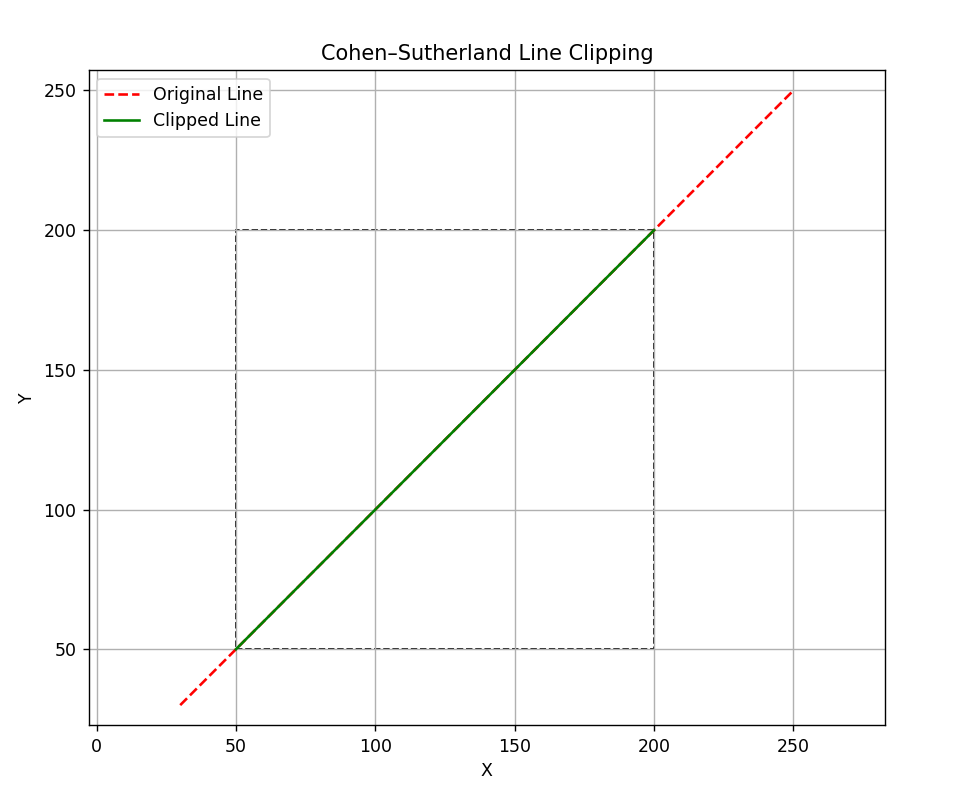 Cohen–Sutherland Line Clipping
Original Line
Clipped Line
250
200
150
100
50
Y
0 50 100 150 200 250
X